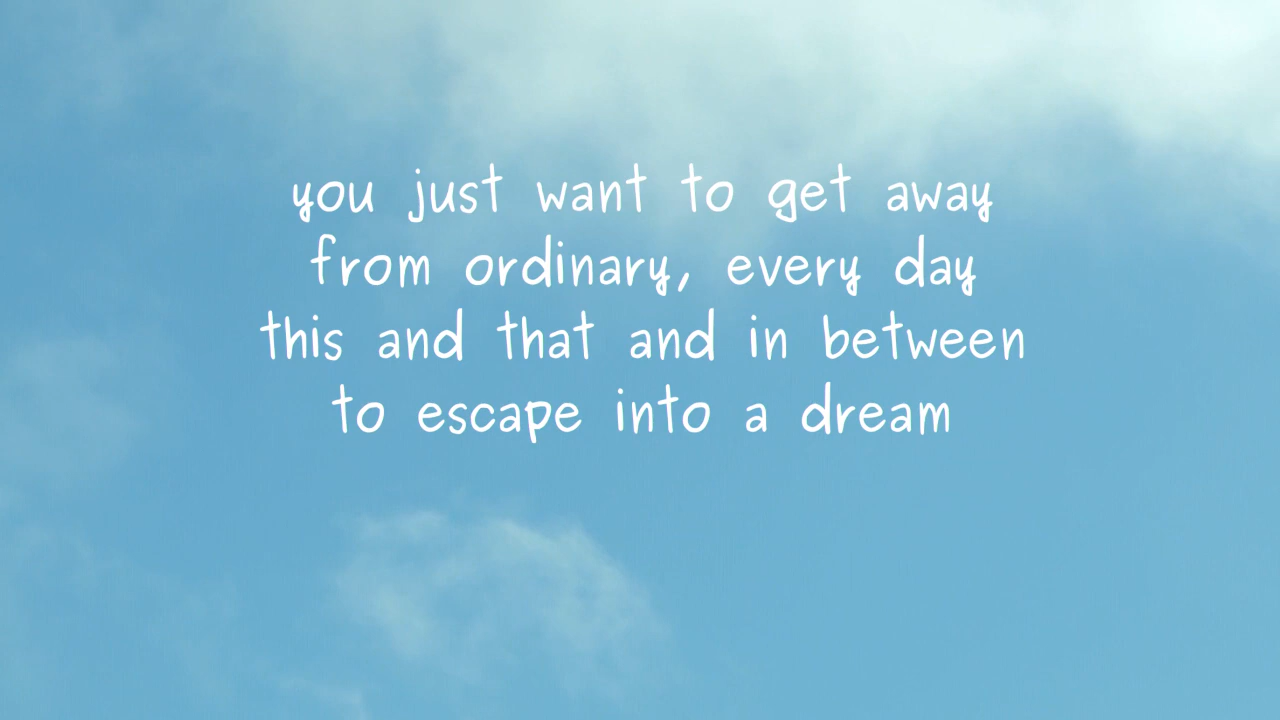 you just want to get away
from ordinary, every day
this and that and in between
to escape into a dream